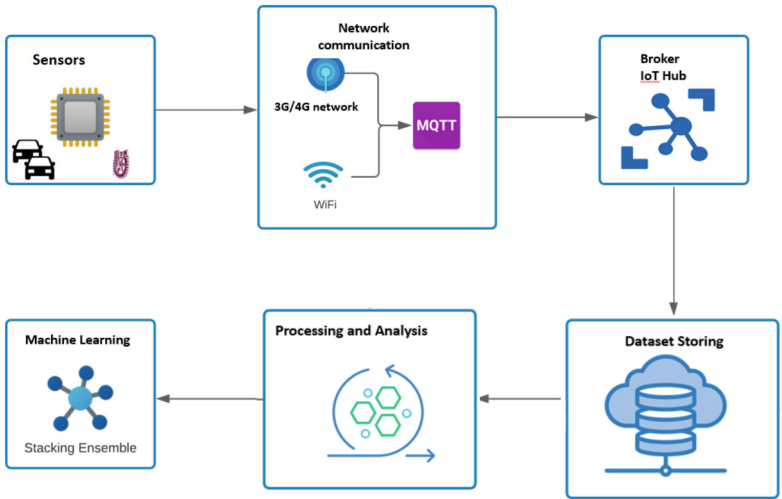 Sensors
Network
communication
3G/4G network
MQTT
WiFi
Broker
IoT Hub
Machine Learning
Stacking Ensemble
Processing and Analysis
Dataset Storing